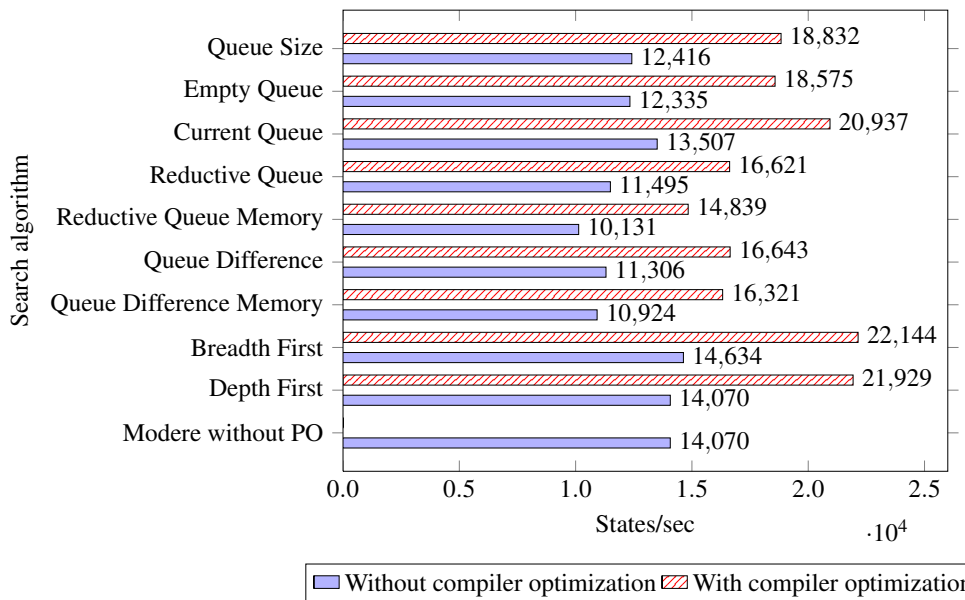 Search algorithm
Queue Size
18,832
12,416
Empty Queue
18,575
12,335
Current Queue
20,937
13,507
Reductive Queue
16,621
11,495
Reductive Queue Memory
14,839
10,131
Queue Difference
16,643
11,306
Queue Difference Memory
16,321
10,924
Breadth First
22,144
14,634
Depth First
21,929
14,070
Modere without PO
14,070
0.0 0.5 1.0 1.5 2.0 2.5
States/sec
·10⁴
Without compiler optimization With compiler optimization